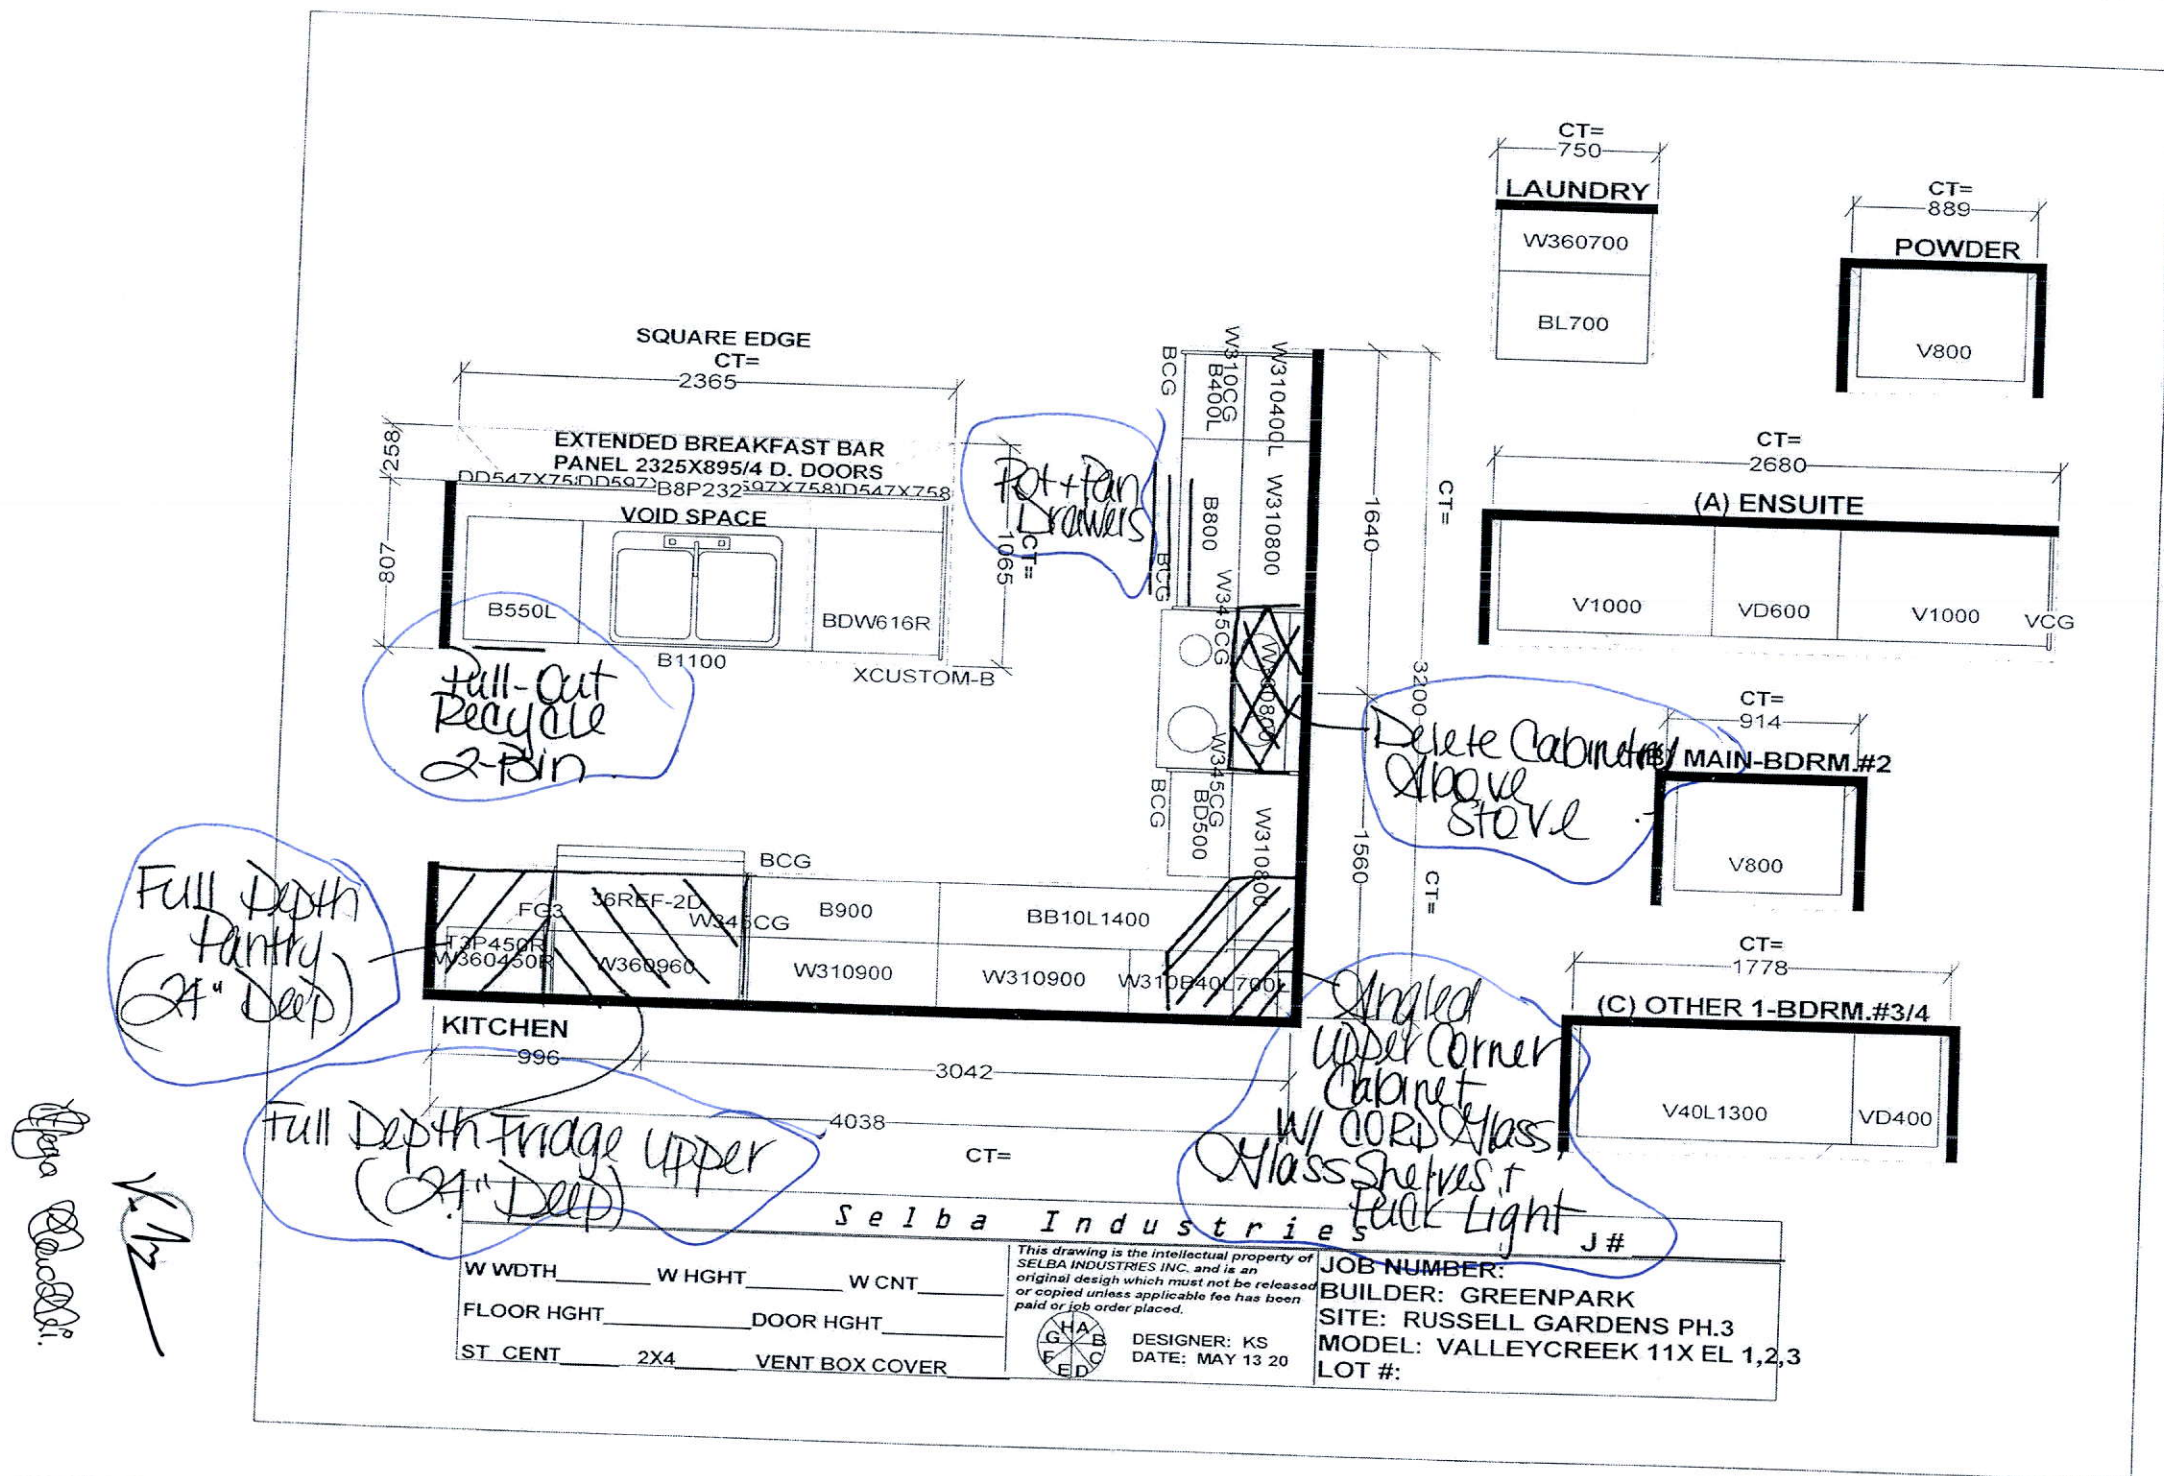 CT=
750
LAUNDRY
W360700
BL700
CT=
889
POWDER
V800
SQUARE EDGE
CT=
2365
258
EXTENDED BREAKFAST BAR
PANEL 2325X895/4 D. DOORS
B8P232
VOID SPACE
807
B550L
BDW616R
B1100
XCUSTOM-B
CT=
1065
Pull-Out
Recycle
2-Bin
Pot + Pan
Drawers
BCG
W310CG
B400L
W310400L
B800
W310800
BCG
W345CG
W345CG
BCG
BD500
W310800
1640
1560
CT=
3200
CT=
Delete Cabinetry
Above
Stove
CT=
2680
(A) ENSUITE
V1000
VD600
V1000
VCG
CT=
914
MAIN-BDRM.#2
V800
CT=
1778
(C) OTHER 1-BDRM.#3/4
V40L1300
VD400
Full Depth
Pantry
(24" Deep)
BCG
FG3
36REF-2D
W345CG
B900
BB10L1400
T3P450R
W360450R
W360960
W310900
W310900
W310B40L700L
KITCHEN
996
3042
4038
CT=
Full Depth Fridge Upper
(24" Deep)
Angled
Upper Corner
Cabinet
W/ CORD Glass,
Glass Shelves +
Puck Light
Selba Industries
J #
W WDTH W HGHT W CNT
FLOOR HGHT DOOR HGHT
ST CENT 2X4 VENT BOX COVER
This drawing is the intellectual property of
SELBA INDUSTRIES INC. and is an
original desigh which must not be released
or copied unless applicable fee has been
paid or job order placed.
H A B C D E F G
DESIGNER: KS
DATE: MAY 13 20
JOB NUMBER:
BUILDER: GREENPARK
SITE: RUSSELL GARDENS PH.3
MODEL: VALLEYCREEK 11X EL 1,2,3
LOT #: